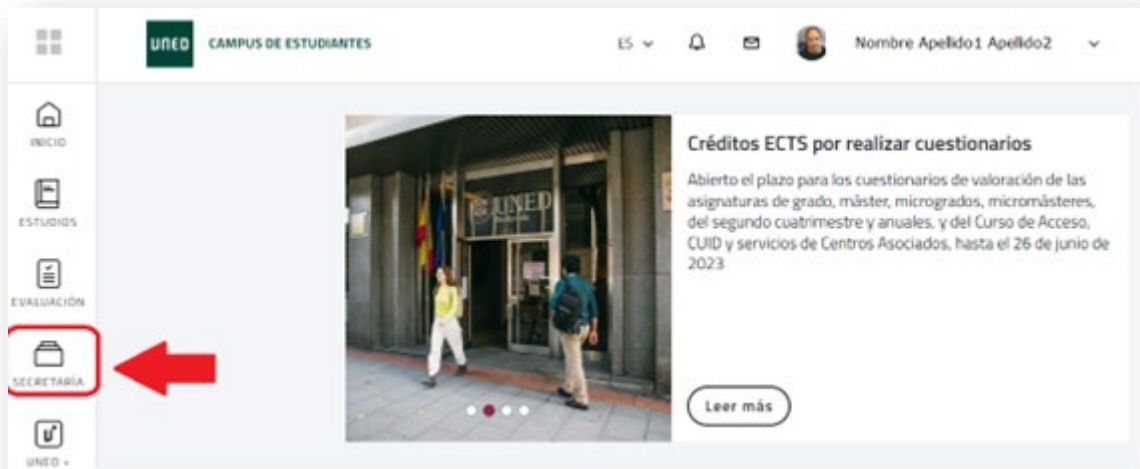 UNED
CAMPUS DE ESTUDIANTES
ES
Nombre Apellido1 Apellido2
INICIO
ESTUDIOS
EVALUACIÓN
SECRETARÍA
UNED +
UNED
Créditos ECTS por realizar cuestionarios
Abierto el plazo para los cuestionarios de valoración de las
asignaturas de grado, máster, microgrados, micromásteres,
del segundo cuatrimestre y anuales, y del Curso de Acceso,
CUID y servicios de Centros Asociados, hasta el 26 de junio de
2023
Leer más